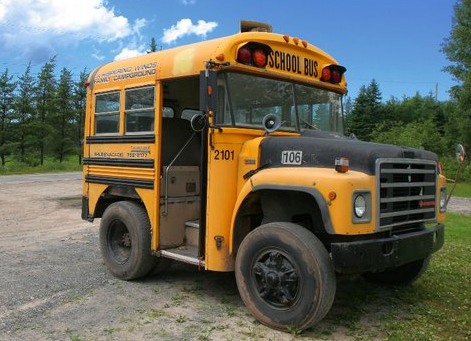 WHISPERING WINDS
FAMILY CAMPGROUND
SCHOOL BUS
2101
106